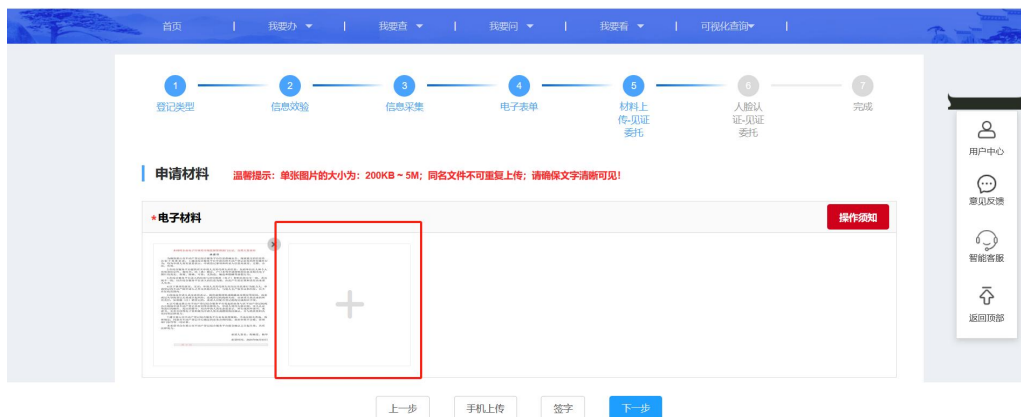 首页 | 我要办 | 我要查 | 我要问 | 我要看 | 可视化查询 |
1 2 3 4 5 6 7
登记类型 信息效验 信息采集 电子表单 材料上传-见证委托 人脸认证-见证委托 完成
申请材料 温馨提示：单张图片的大小为：200KB ~ 5M；同名文件不可重复上传；请确保文字清晰可见！
*电子材料 操作须知
上一步 手机上传 签字 下一步
用户中心
意见反馈
智能客服
返回顶部